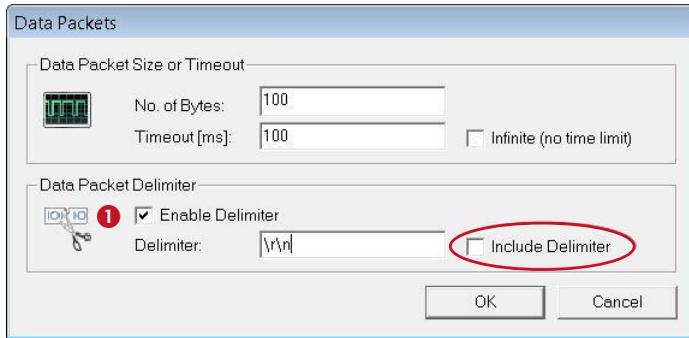 Data Packets
Data Packet Size or Timeout
No. of Bytes: 100
Timeout [ms]: 100 Infinite (no time limit)
Data Packet Delimiter
1 Enable Delimiter
Delimiter: \r\n Include Delimiter
OK Cancel